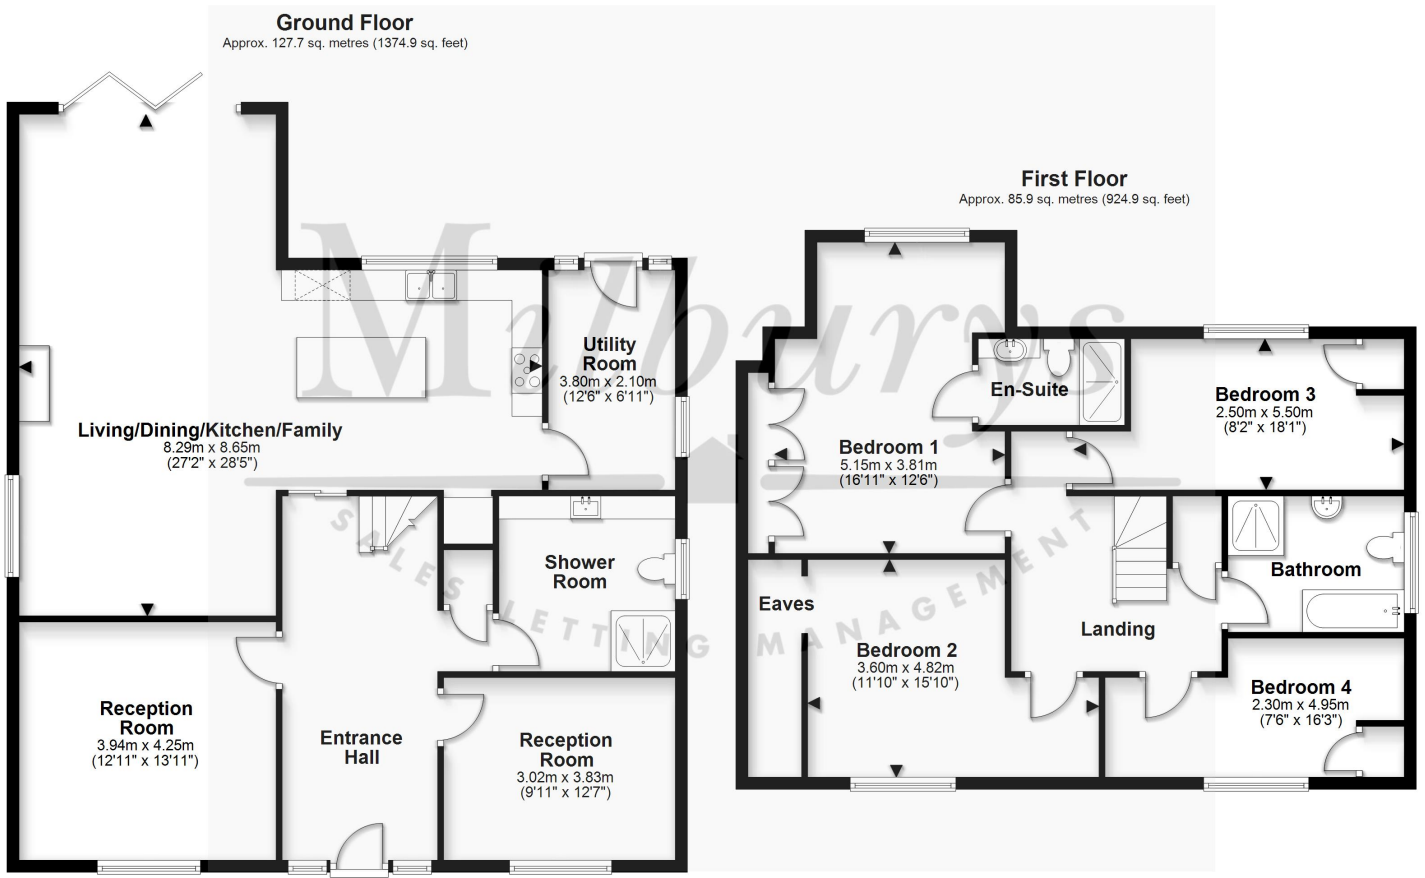 Ground Floor
Approx. 127.7 sq. metres (1374.9 sq. feet)
Living/Dining/Kitchen/Family
8.29m x 8.65m
(27'2" x 28'5")
Utility
Room
3.80m x 2.10m
(12'6" x 6'11")
Shower
Room
Reception
Room
3.94m x 4.25m
(12'11" x 13'11")
Entrance
Hall
Reception
Room
3.02m x 3.83m
(9'11" x 12'7")
First Floor
Approx. 85.9 sq. metres (924.9 sq. feet)
En-Suite
Bedroom 3
2.50m x 5.50m
(8'2" x 18'1")
Bedroom 1
5.15m x 3.81m
(16'11" x 12'6")
Bathroom
Eaves
Landing
Bedroom 2
3.60m x 4.82m
(11'10" x 15'10")
Bedroom 4
2.30m x 4.95m
(7'6" x 16'3")
Milburys
SALES LETTING MANAGEMENT